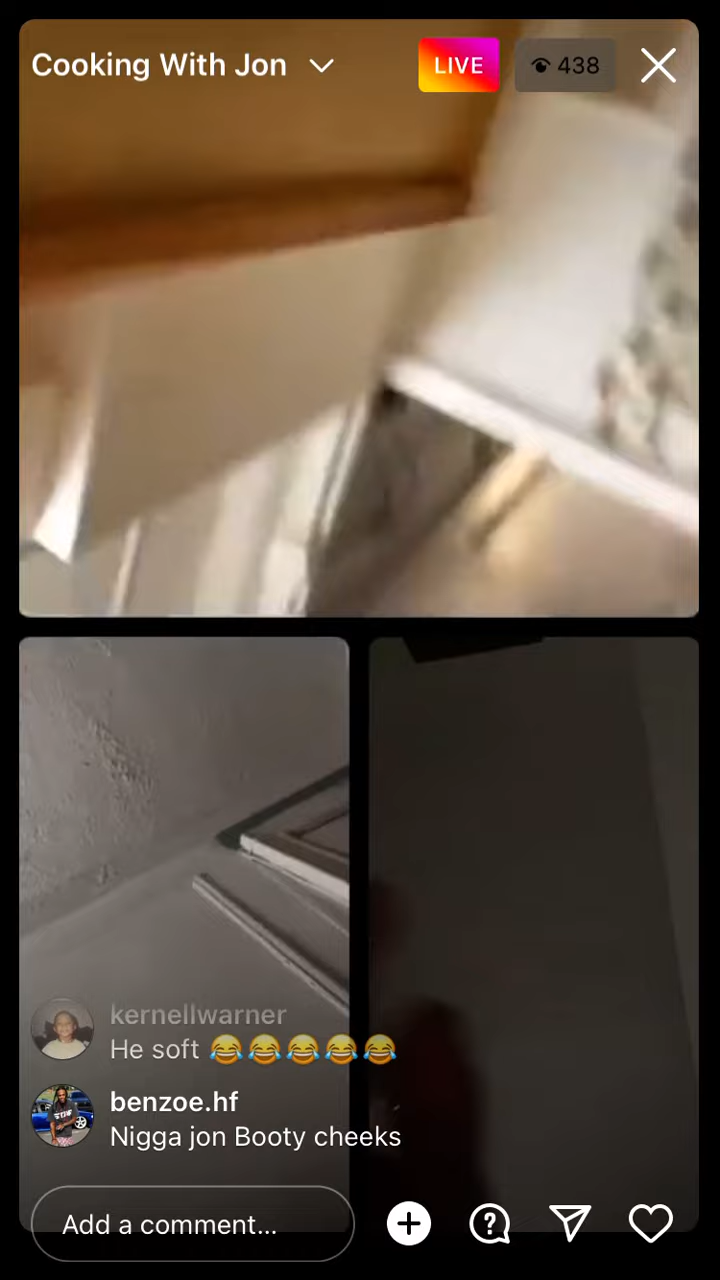 Cooking With Jon
LIVE
438
kernellwarner
He soft 😂😂😂😂😂
benzoe.hf
Nigga jon Booty cheeks
Add a comment...